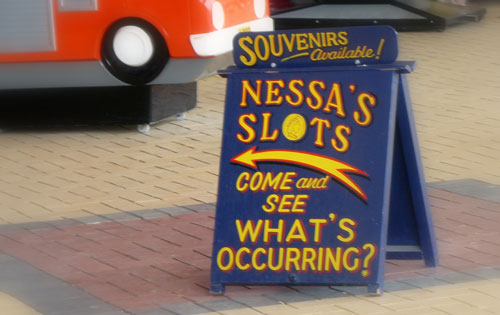 SOUVENIRS
Available!
NESSA'S
SLOTS
COME and
SEE
WHAT'S
OCCURRING?